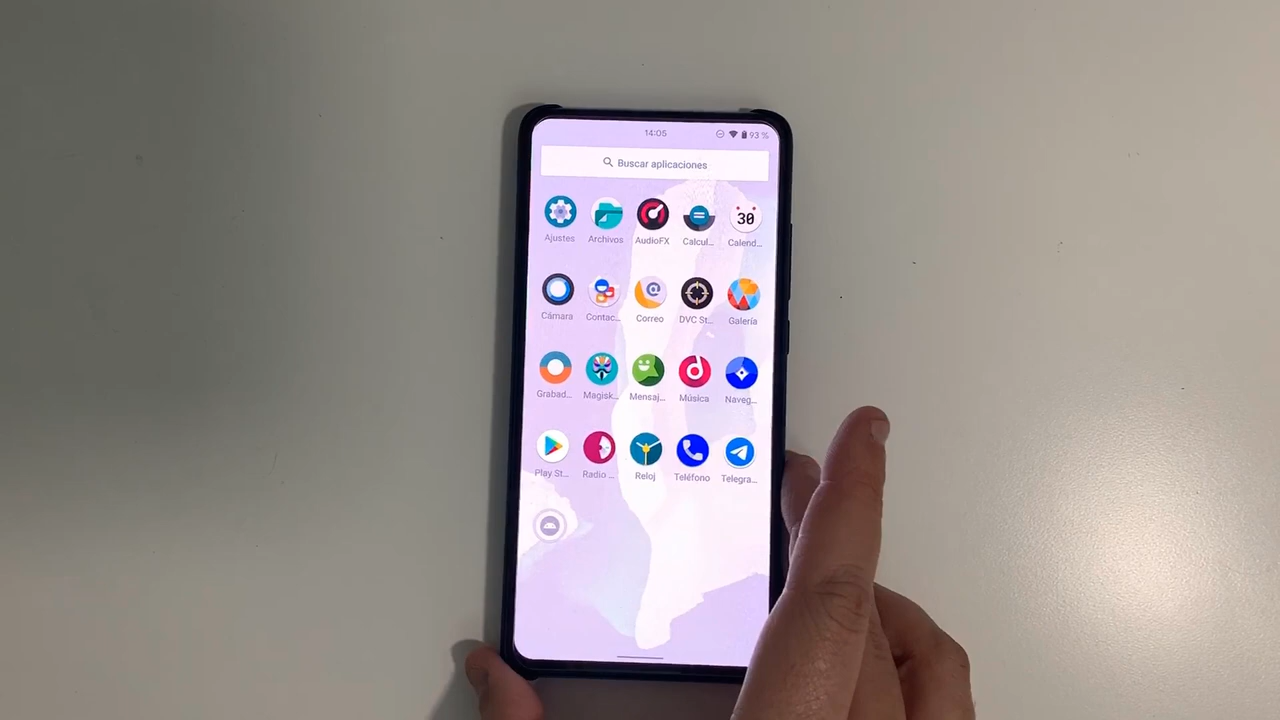 14:05 93 %
Buscar aplicaciones
30
Ajustes Archivos AudioFX Calcul... Calend...
@
Cámara Contac... Correo DVC St... Galería
Grabad... Magisk... Mensaj... Música Naveg...
Play St... Radio ... Reloj Teléfono Telegra...